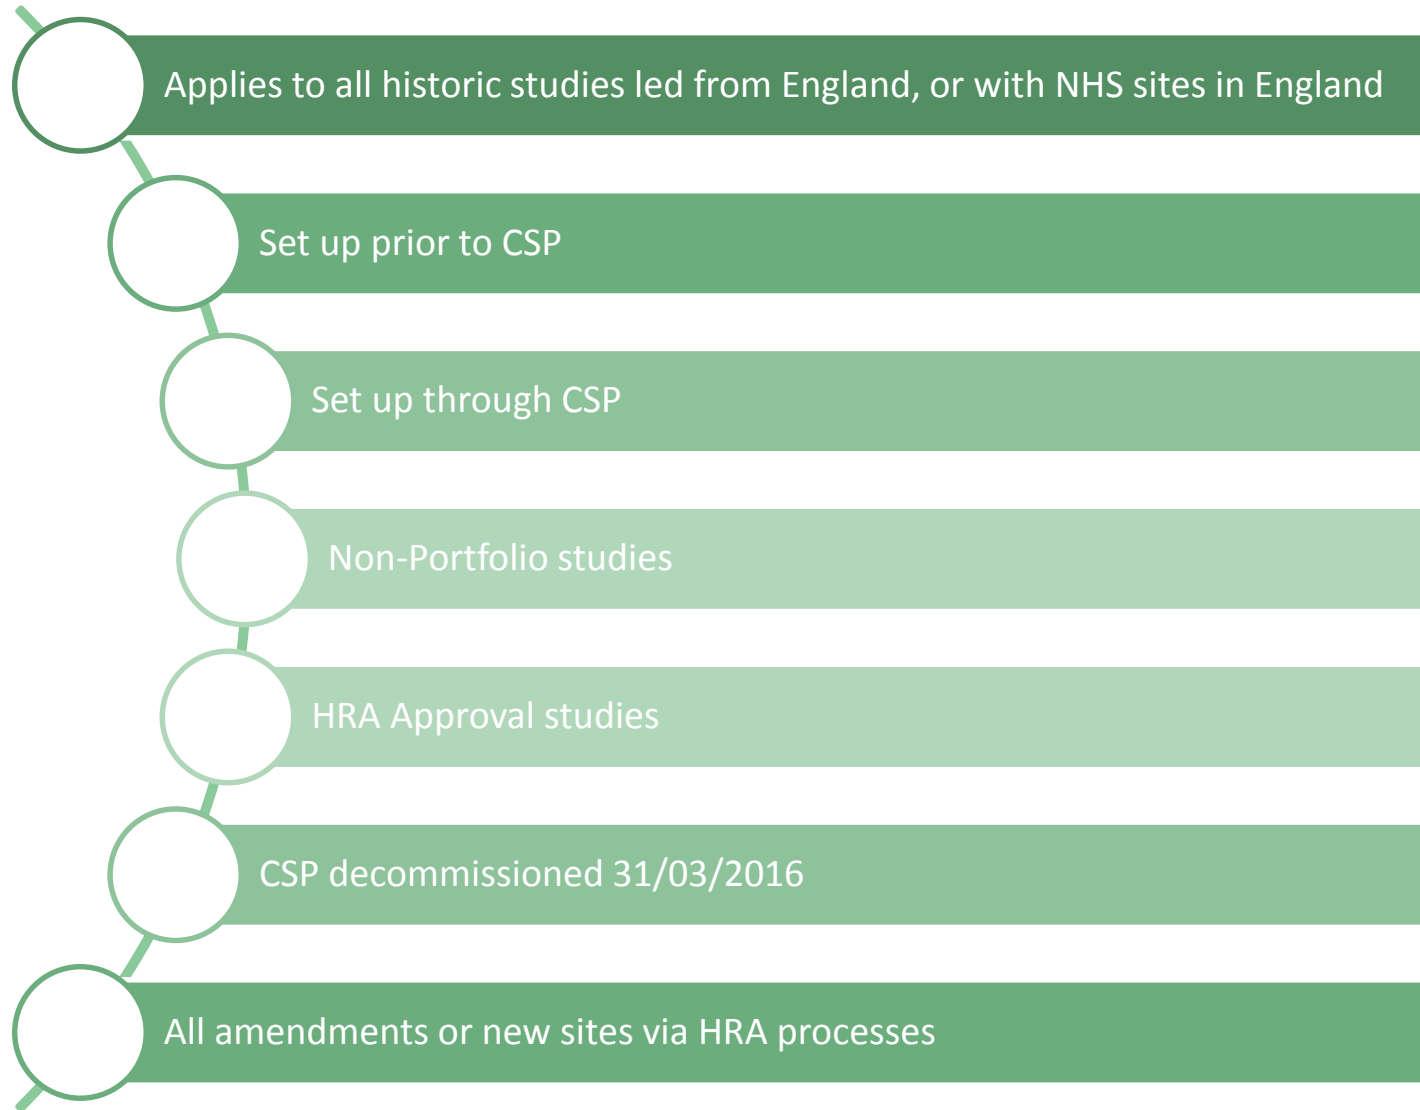 Applies to all historic studies led from England, or with NHS sites in England
Set up prior to CSP
Set up through CSP
Non-Portfolio studies
HRA Approval studies
CSP decommissioned 31/03/2016
All amendments or new sites via HRA processes